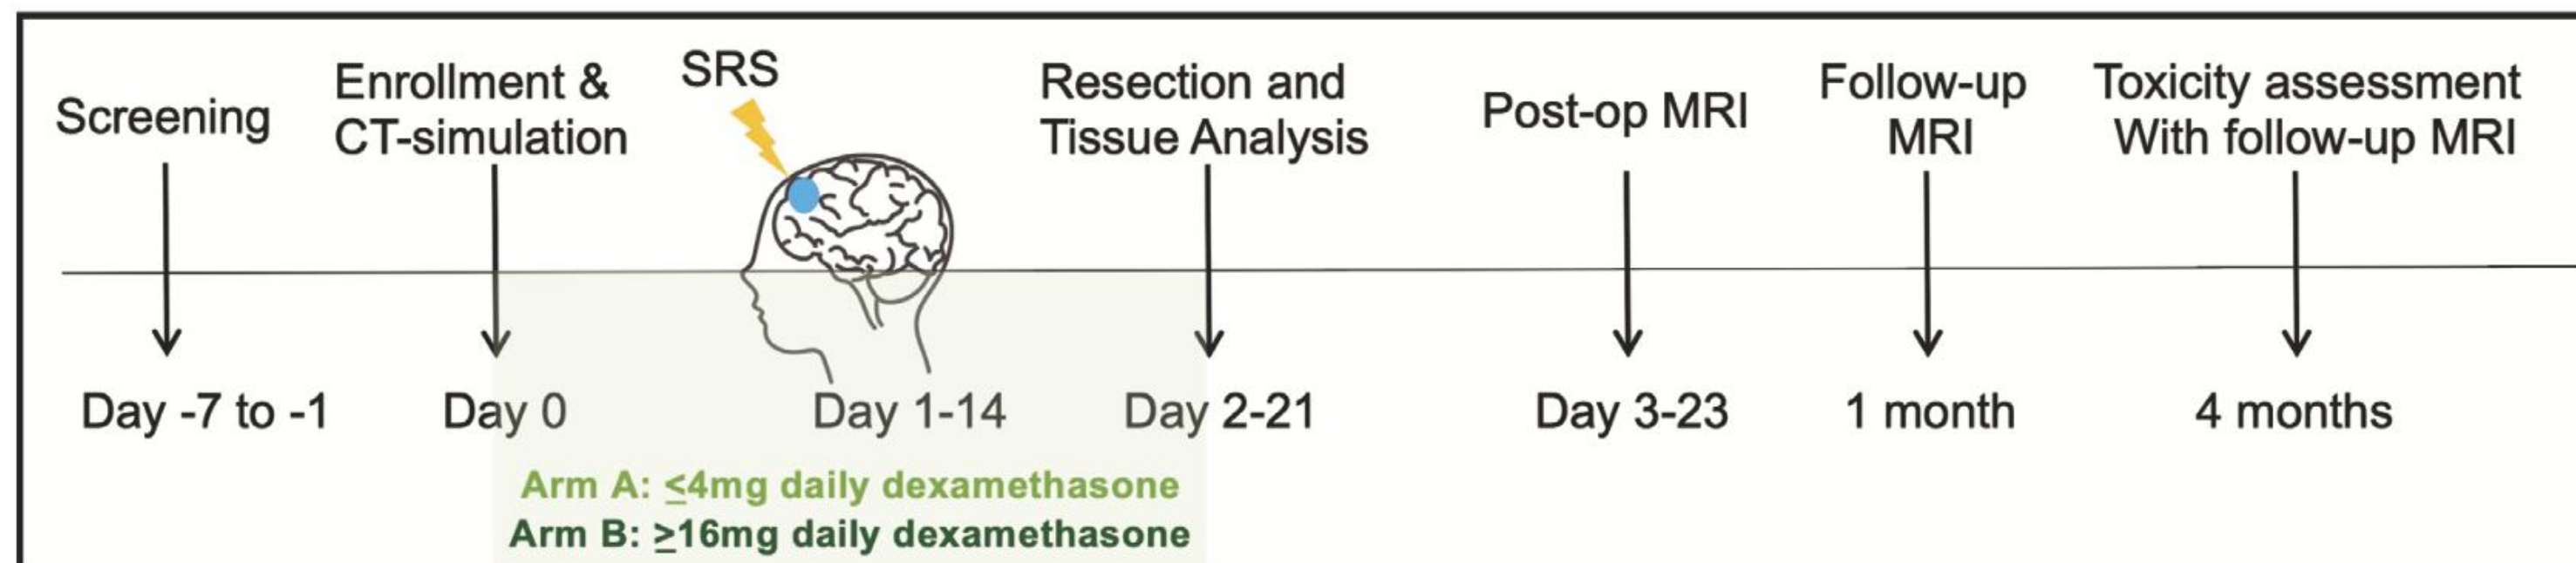 Screening
Enrollment &
CT-simulation
SRS
Resection and
Tissue Analysis
Post-op MRI
Follow-up
MRI
Toxicity assessment
With follow-up MRI
Day -7 to -1
Day 0
Day 1-14
Day 2-21
Day 3-23
1 month
4 months
Arm A: ≤4mg daily dexamethasone
Arm B: ≥16mg daily dexamethasone